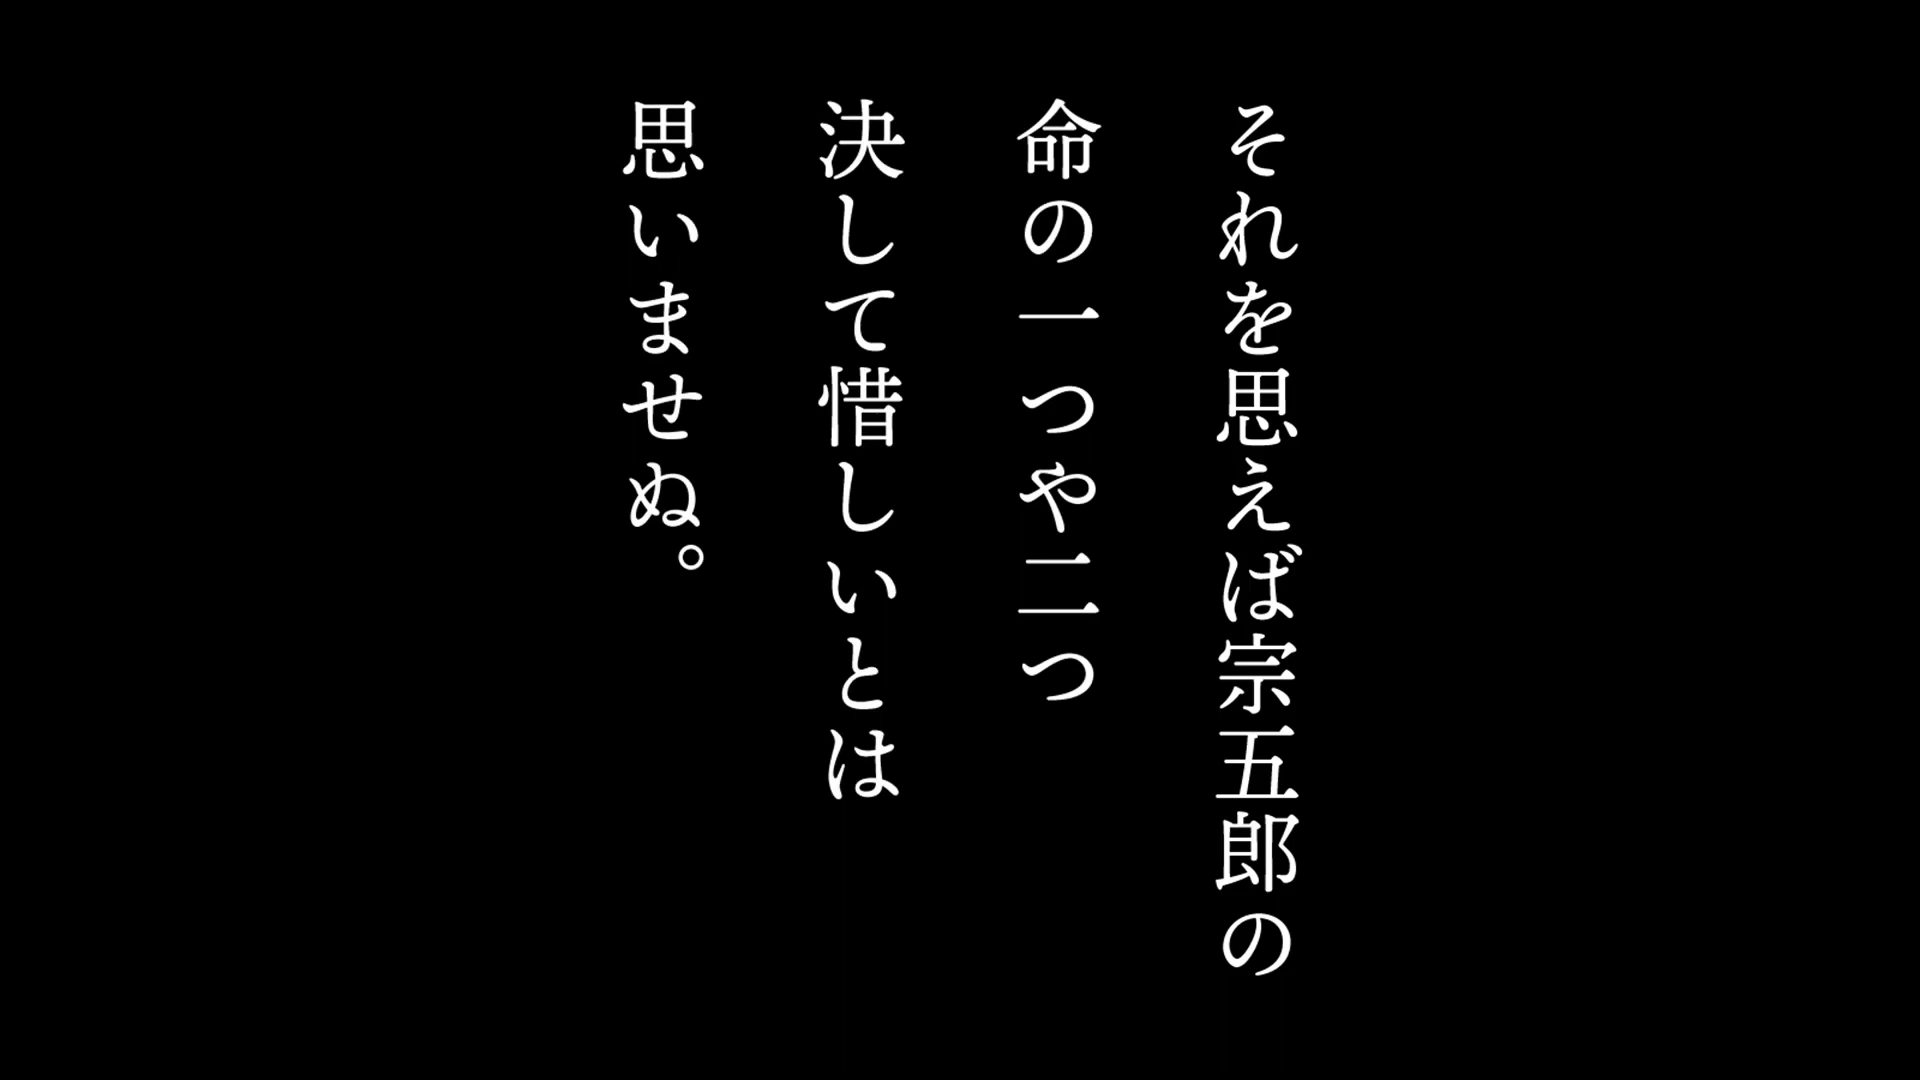 それを思えば宗五郎の
命の一つや二つ
決して惜しいとは
思いませぬ。